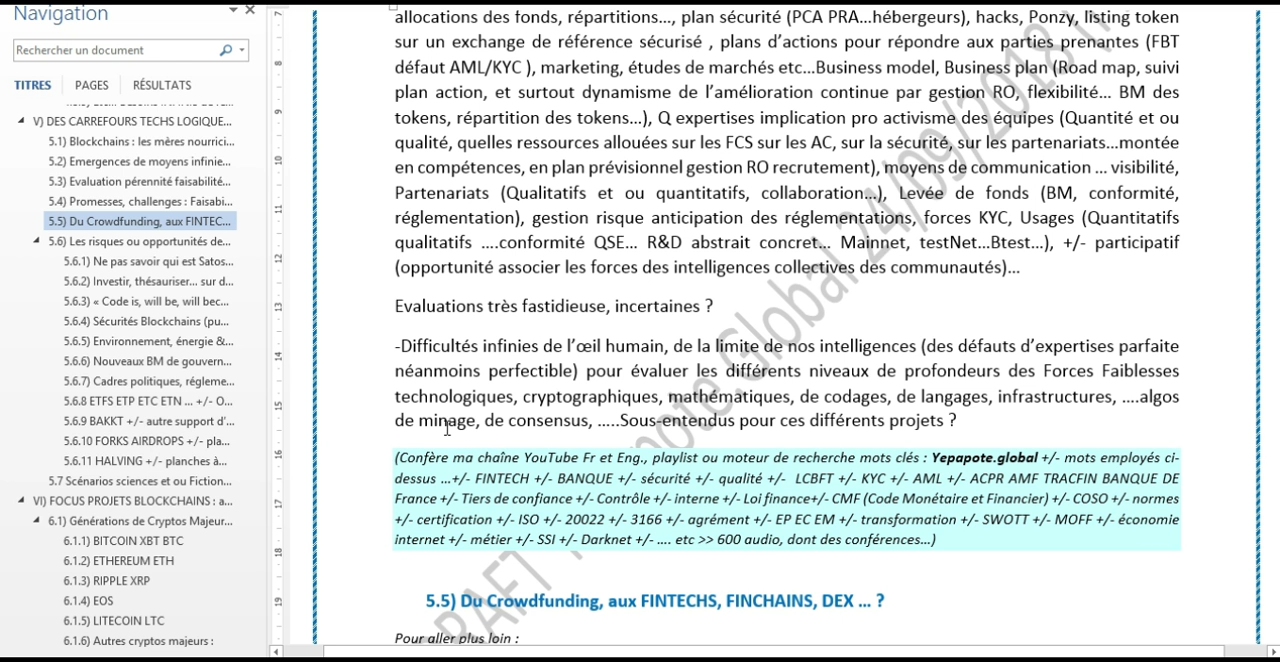 Navigation
Rechercher un document
TITRES PAGES RÉSULTATS
V) DES CARREFOURS TECHS LOGIQUE...
5.1) Blockchains : les mères nourrici...
5.2) Emergences de moyens infinie...
5.3) Evaluation pérennité faisabilité...
5.4) Promesses, challenges : Faisabi...
5.5) Du Crowdfunding, aux FINTEC...
5.6) Les risques ou opportunités de...
5.6.1) Ne pas savoir qui est Satos...
5.6.2) Investir, thésauriser... sur d...
5.6.3) « Code is, will be, will bec...
5.6.4) Sécurités Blockchains (pu...
5.6.5) Environnement, énergie &...
5.6.6) Nouveaux BM de gouvern...
5.6.7) Cadres politiques, régleme...
5.6.8 ETFS ETP ETC ETN ... +/- O...
5.6.9 BAKKT +/- autre support d'...
5.6.10 FORKS AIRDROPS +/- pla...
5.6.11 HALVING +/- planches à...
5.7 Scénarios sciences et ou Fiction...
VI) FOCUS PROJETS BLOCKCHAINS : a...
6.1) Générations de Cryptos Majeur...
6.1.1) BITCOIN XBT BTC
6.1.2) ETHEREUM ETH
6.1.3) RIPPLE XRP
6.1.4) EOS
6.1.5) LITECOIN LTC
6.1.6) Autres cryptos majeurs :
7
8
9
10
11
12
13
14
15
16
17
18
19
allocations des fonds, répartitions..., plan sécurité (PCA PRA...hébergeurs), hacks, Ponzy, listing token
sur un exchange de référence sécurisé , plans d'actions pour répondre aux parties prenantes (FBT
défaut AML/KYC ), marketing, études de marchés etc...Business model, Business plan (Road map, suivi
plan action, et surtout dynamisme de l'amélioration continue par gestion RO, flexibilité... BM des
tokens, répartition des tokens...), Q expertises implication pro activisme des équipes (Quantité et ou
qualité, quelles ressources allouées sur les FCS sur les AC, sur la sécurité, sur les partenariats...montée
en compétences, en plan prévisionnel gestion RO recrutement), moyens de communication ... visibilité,
Partenariats (Qualitatifs et ou quantitatifs, collaboration...), Levée de fonds (BM, conformité,
réglementation), gestion risque anticipation des réglementations, forces KYC, Usages (Quantitatifs
qualitatifs ....conformité QSE... R&D abstrait concret... Mainnet, testNet...Btest...), +/- participatif
(opportunité associer les forces des intelligences collectives des communautés)...
Evaluations très fastidieuse, incertaines ?
-Difficultés infinies de l'œil humain, de la limite de nos intelligences (des défauts d'expertises parfaite
néanmoins perfectible) pour évaluer les différents niveaux de profondeurs des Forces Faiblesses
technologiques, cryptographiques, mathématiques, de codages, de langages, infrastructures, ....algos
de minage, de consensus, .....Sous-entendus pour ces différents projets ?
(Confère ma chaîne YouTube Fr et Eng., playlist ou moteur de recherche mots clés : Yepapote.global +/- mots employés ci-
dessus ...+/- FINTECH +/- BANQUE +/- sécurité +/- qualité +/- LCBFT +/- KYC +/- AML +/- ACPR AMF TRACFIN BANQUE DE
France +/- Tiers de confiance +/- Contrôle +/- interne +/- Loi finance+/- CMF (Code Monétaire et Financier) +/- COSO +/- normes
+/- certification +/- ISO +/- 20022 +/- 3166 +/- agrément +/- EP EC EM +/- transformation +/- SWOTT +/- MOFF +/- économie
internet +/- métier +/- SSI +/- Darknet +/- .... etc >> 600 audio, dont des conférences...)
5.5) Du Crowdfunding, aux FINTECHS, FINCHAINS, DEX ... ?
Pour aller plus loin :